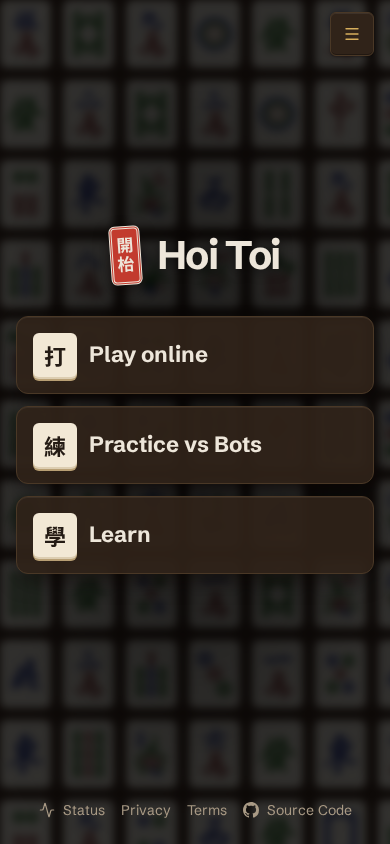 開枱
Hoi Toi
打 Play online
練 Practice vs Bots
學 Learn
Status Privacy Terms Source Code